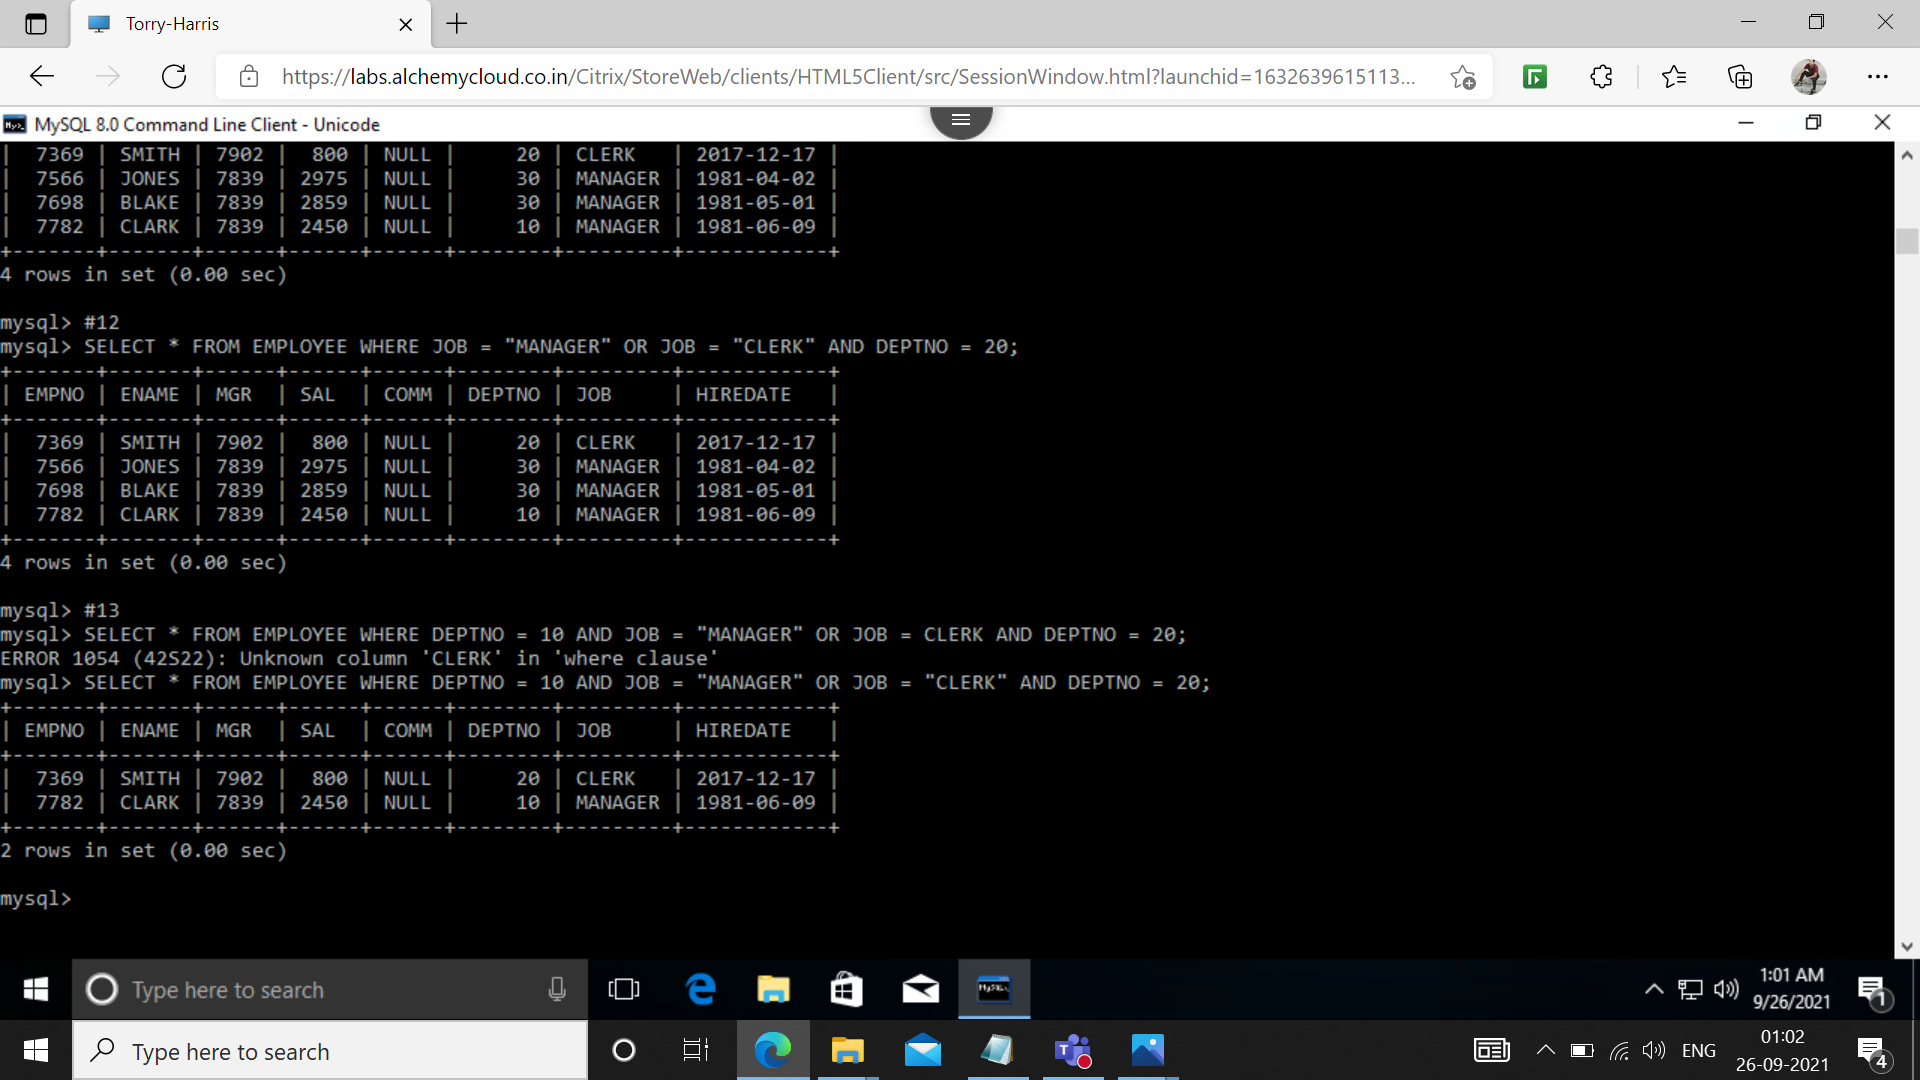 Torry-Harris
https://labs.alchemycloud.co.in/Citrix/StoreWeb/clients/HTML5Client/src/SessionWindow.html?launchid=1632639615113...
MySQL 8.0 Command Line Client - Unicode
|  7369 | SMITH | 7902 |  800 | NULL |     20 | CLERK   | 2017-12-17 |
|  7566 | JONES | 7839 | 2975 | NULL |     30 | MANAGER | 1981-04-02 |
|  7698 | BLAKE | 7839 | 2859 | NULL |     30 | MANAGER | 1981-05-01 |
|  7782 | CLARK | 7839 | 2450 | NULL |     10 | MANAGER | 1981-06-09 |
+-------+-------+------+------+------+--------+---------+------------+
4 rows in set (0.00 sec)
mysql> #12
mysql> SELECT * FROM EMPLOYEE WHERE JOB = "MANAGER" OR JOB = "CLERK" AND DEPTNO = 20;
+-------+-------+------+------+------+--------+---------+------------+
| EMPNO | ENAME | MGR  | SAL  | COMM | DEPTNO | JOB     | HIREDATE   |
+-------+-------+------+------+------+--------+---------+------------+
|  7369 | SMITH | 7902 |  800 | NULL |     20 | CLERK   | 2017-12-17 |
|  7566 | JONES | 7839 | 2975 | NULL |     30 | MANAGER | 1981-04-02 |
|  7698 | BLAKE | 7839 | 2859 | NULL |     30 | MANAGER | 1981-05-01 |
|  7782 | CLARK | 7839 | 2450 | NULL |     10 | MANAGER | 1981-06-09 |
+-------+-------+------+------+------+--------+---------+------------+
4 rows in set (0.00 sec)
mysql> #13
mysql> SELECT * FROM EMPLOYEE WHERE DEPTNO = 10 AND JOB = "MANAGER" OR JOB = CLERK AND DEPTNO = 20;
ERROR 1054 (42S22): Unknown column 'CLERK' in 'where clause'
mysql> SELECT * FROM EMPLOYEE WHERE DEPTNO = 10 AND JOB = "MANAGER" OR JOB = "CLERK" AND DEPTNO = 20;
+-------+-------+------+------+------+--------+---------+------------+
| EMPNO | ENAME | MGR  | SAL  | COMM | DEPTNO | JOB     | HIREDATE   |
+-------+-------+------+------+------+--------+---------+------------+
|  7369 | SMITH | 7902 |  800 | NULL |     20 | CLERK   | 2017-12-17 |
|  7782 | CLARK | 7839 | 2450 | NULL |     10 | MANAGER | 1981-06-09 |
+-------+-------+------+------+------+--------+---------+------------+
2 rows in set (0.00 sec)
mysql>
Type here to search
1:01 AM
9/26/2021
1
Type here to search
ENG
01:02
26-09-2021
4